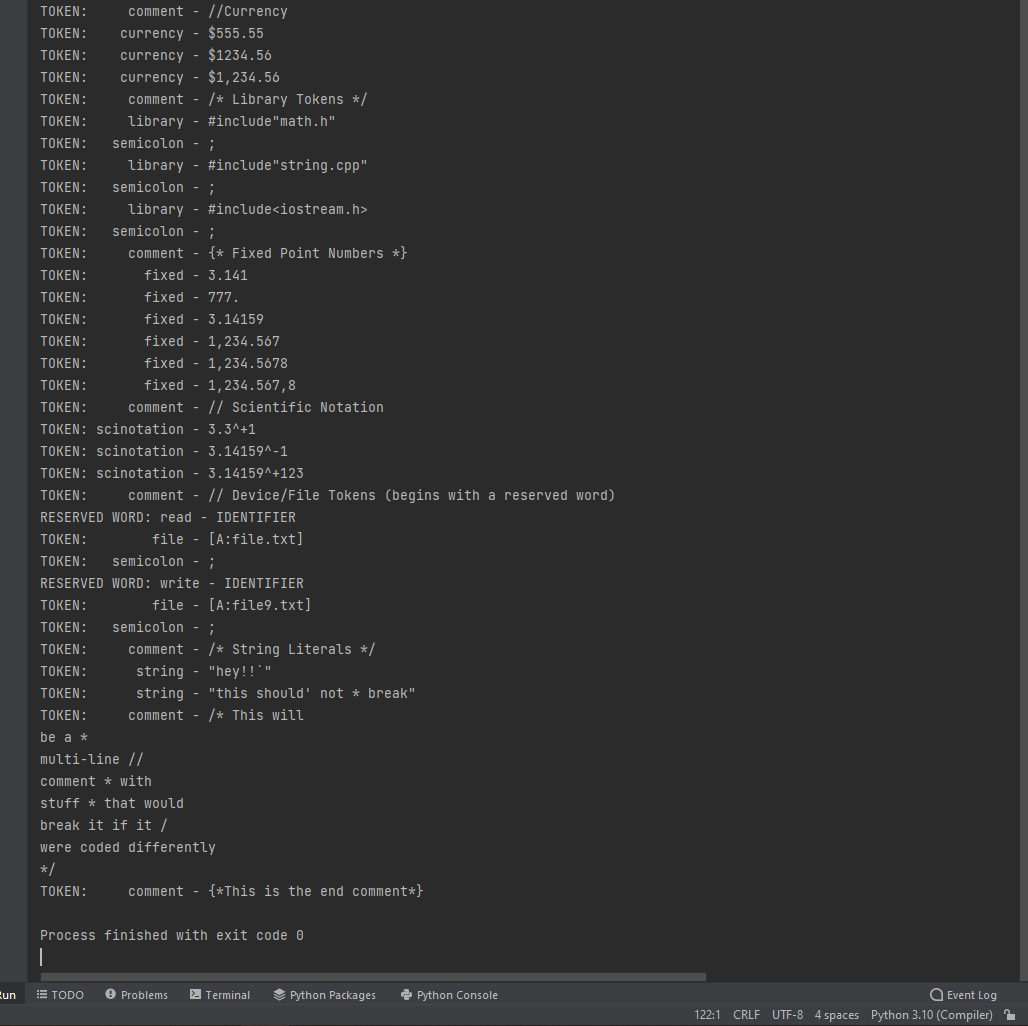 TOKEN:     comment - //Currency
TOKEN:    currency - $555.55
TOKEN:    currency - $1234.56
TOKEN:    currency - $1,234.56
TOKEN:     comment - /* Library Tokens */
TOKEN:     library - #include"math.h"
TOKEN:   semicolon - ;
TOKEN:     library - #include"string.cpp"
TOKEN:   semicolon - ;
TOKEN:     library - #include<iostream.h>
TOKEN:   semicolon - ;
TOKEN:     comment - {* Fixed Point Numbers *}
TOKEN:       fixed - 3.141
TOKEN:       fixed - 777.
TOKEN:       fixed - 3.14159
TOKEN:       fixed - 1,234.567
TOKEN:       fixed - 1,234.5678
TOKEN:       fixed - 1,234.567,8
TOKEN:     comment - // Scientific Notation
TOKEN: scinotation - 3.3^+1
TOKEN: scinotation - 3.14159^-1
TOKEN: scinotation - 3.14159^+123
TOKEN:     comment - // Device/File Tokens (begins with a reserved word)
RESERVED WORD: read - IDENTIFIER
TOKEN:        file - [A:file.txt]
TOKEN:   semicolon - ;
RESERVED WORD: write - IDENTIFIER
TOKEN:        file - [A:file9.txt]
TOKEN:   semicolon - ;
TOKEN:     comment - /* String Literals */
TOKEN:      string - "hey!!`"
TOKEN:      string - "this should' not * break"
TOKEN:     comment - /* This will
be a *
multi-line //
comment * with
stuff * that would
break it if it /
were coded differently
*/
TOKEN:     comment - {*This is the end comment*}
Process finished with exit code 0
un TODO Problems Terminal Python Packages Python Console Event Log
122:1 CRLF UTF-8 4 spaces Python 3.10 (Compiler)